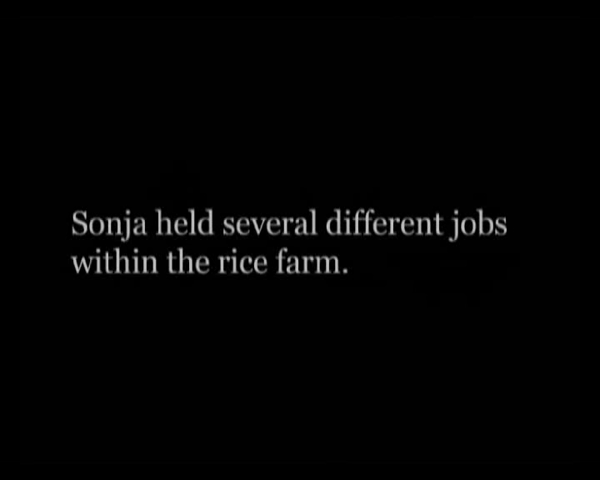 Sonja held several different jobs
within the rice farm.